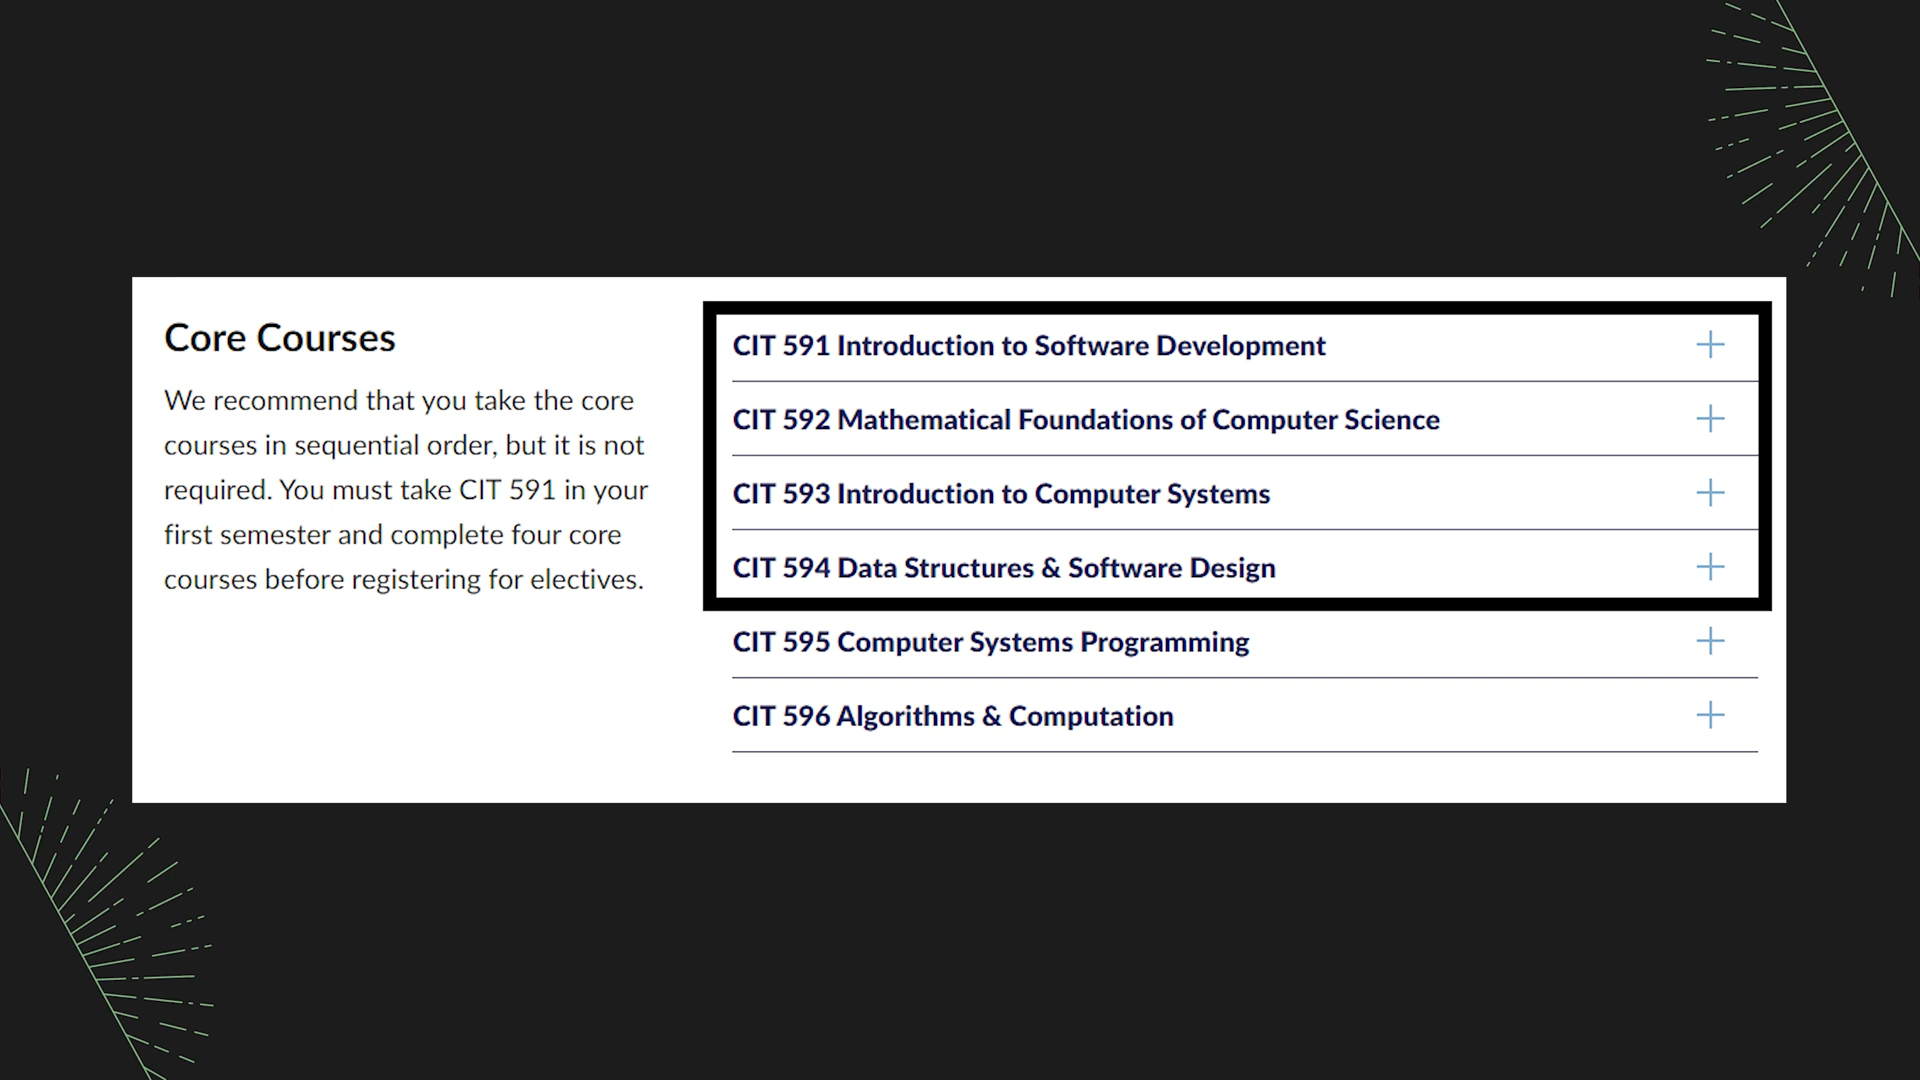 Core Courses
We recommend that you take the core
courses in sequential order, but it is not
required. You must take CIT 591 in your
first semester and complete four core
courses before registering for electives.
CIT 591 Introduction to Software Development
CIT 592 Mathematical Foundations of Computer Science
CIT 593 Introduction to Computer Systems
CIT 594 Data Structures & Software Design
CIT 595 Computer Systems Programming
CIT 596 Algorithms & Computation